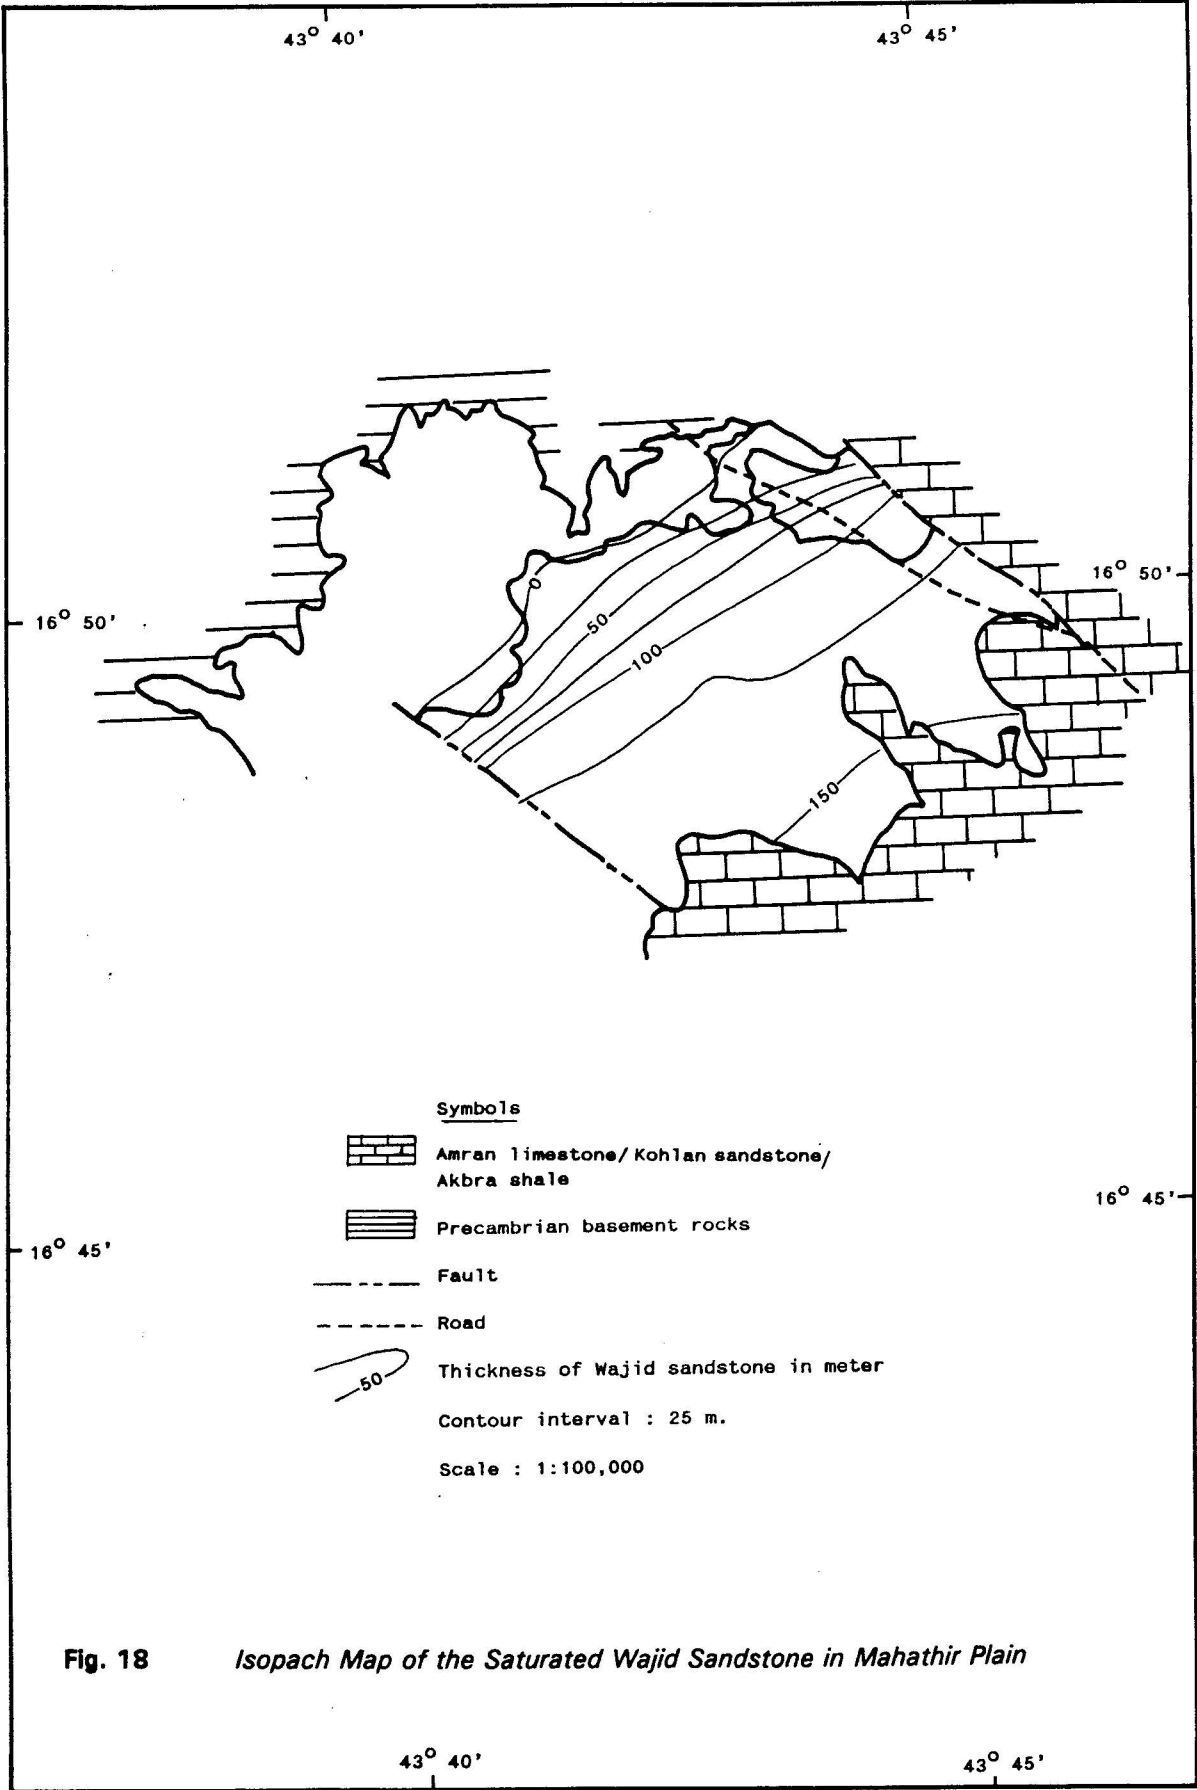 43° 40'
43° 45'
0
50
100
150
16° 50'
16° 50'
Symbols
Amran limestone/Kohlan sandstone/
Akbra shale
Precambrian basement rocks
Fault
Road
50
Thickness of Wajid sandstone in meter
Contour interval : 25 m.
Scale : 1:100,000
16° 45'
16° 45'
Fig. 18 Isopach Map of the Saturated Wajid Sandstone in Mahathir Plain
43° 40'
43° 45'